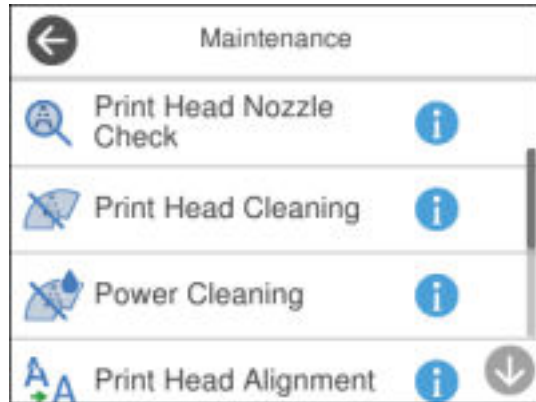 Maintenance
Print Head Nozzle
Check
Print Head Cleaning
Power Cleaning
Print Head Alignment